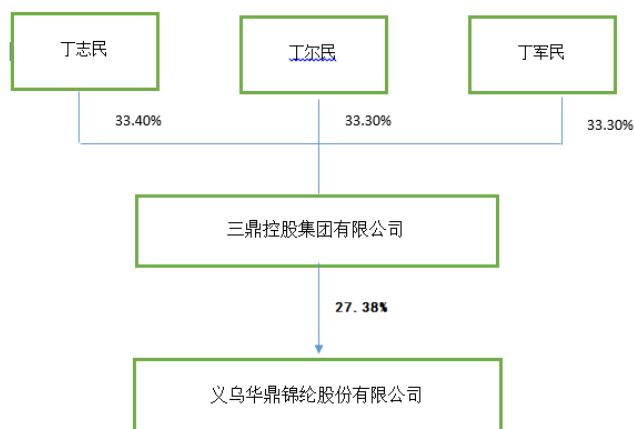 丁志民
丁尔民
丁军民
33.40%
33.30%
33.30%
三鼎控股集团有限公司
27.38%
义乌华鼎锦纶股份有限公司